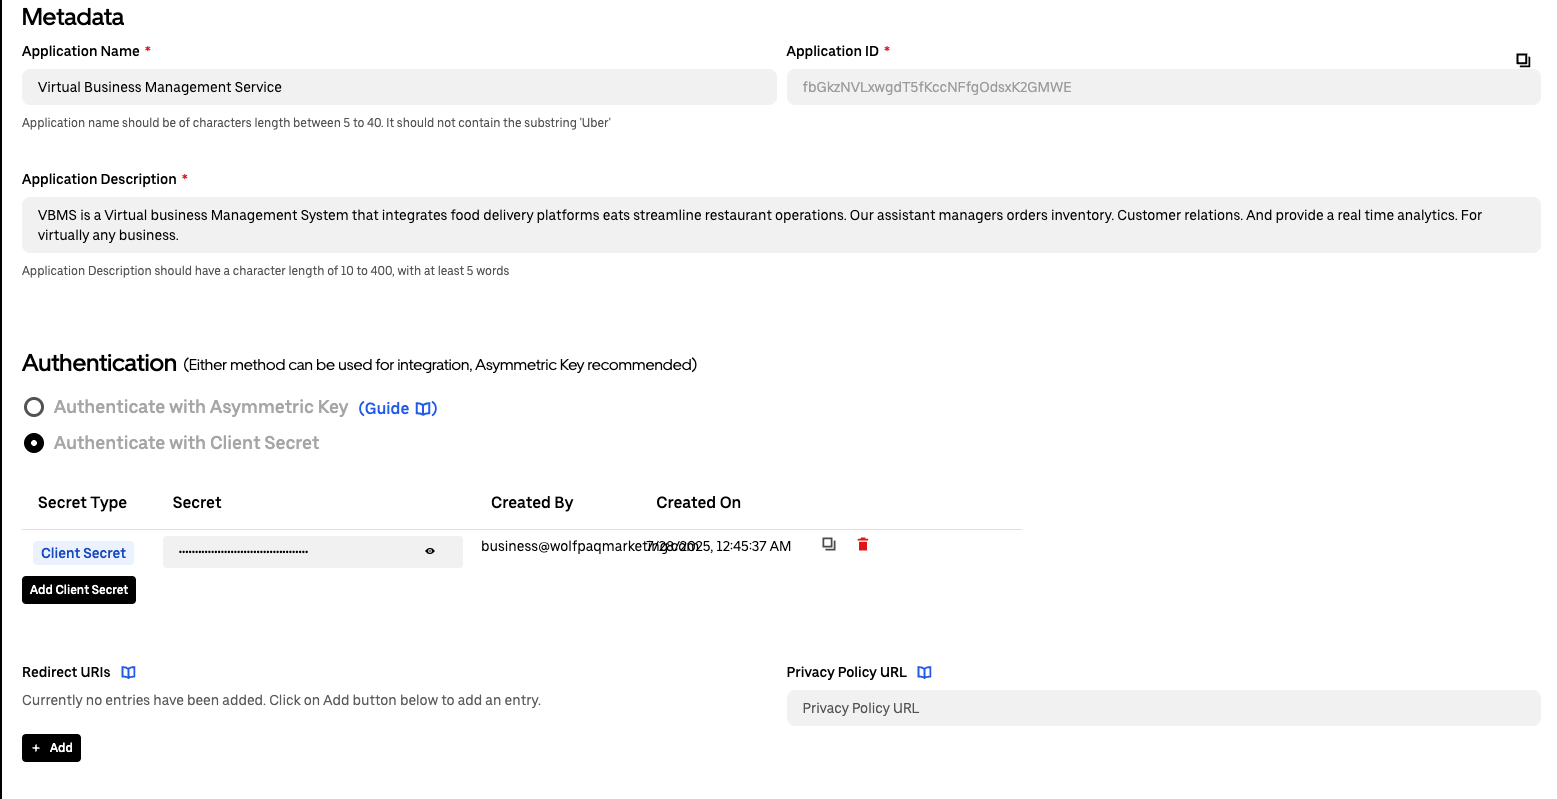 Metadata
Application Name *
Application ID *
Virtual Business Management Service
fbGkzNVLxwgdT5fKccNFfgOdsxK2GMWE
Application name should be of characters length between 5 to 40. It should not contain the substring 'Uber'
Application Description *
VBMS is a Virtual business Management System that integrates food delivery platforms eats streamline restaurant operations. Our assistant managers orders inventory. Customer relations. And provide a real time analytics. For
virtually any business.
Application Description should have a character length of 10 to 400, with at least 5 words
Authentication (Either method can be used for integration, Asymmetric Key recommended)
Authenticate with Asymmetric Key (Guide)
Authenticate with Client Secret
Secret Type Secret Created By Created On
Client Secret business@wolfpaqmarketing.com 7/28/2025, 12:45:37 AM
Add Client Secret
Redirect URIs
Privacy Policy URL
Currently no entries have been added. Click on Add button below to add an entry.
Privacy Policy URL
+ Add